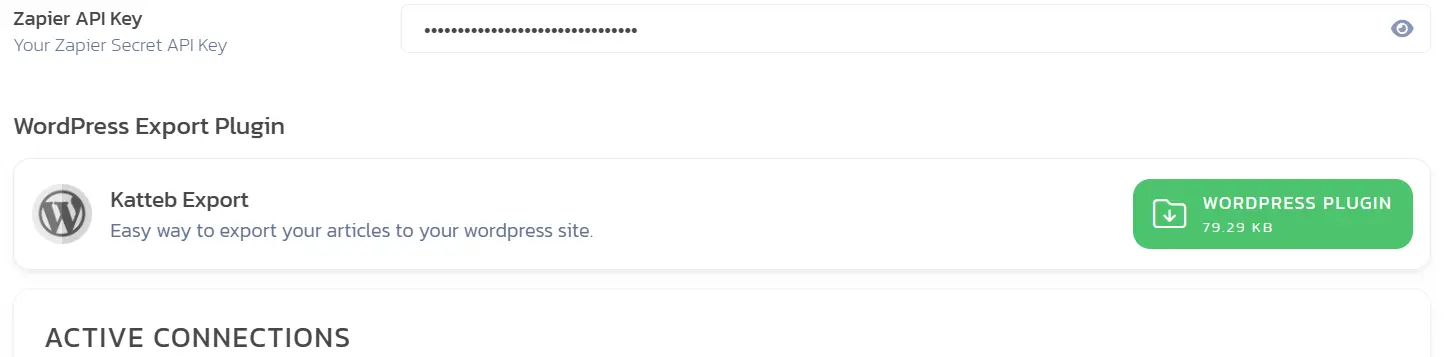 Zapier API Key
Your Zapier Secret API Key
••••••••••••••••••••••••••••••••
WordPress Export Plugin
Katteb Export
Easy way to export your articles to your wordpress site.
WORDPRESS PLUGIN
79.29 KB
ACTIVE CONNECTIONS